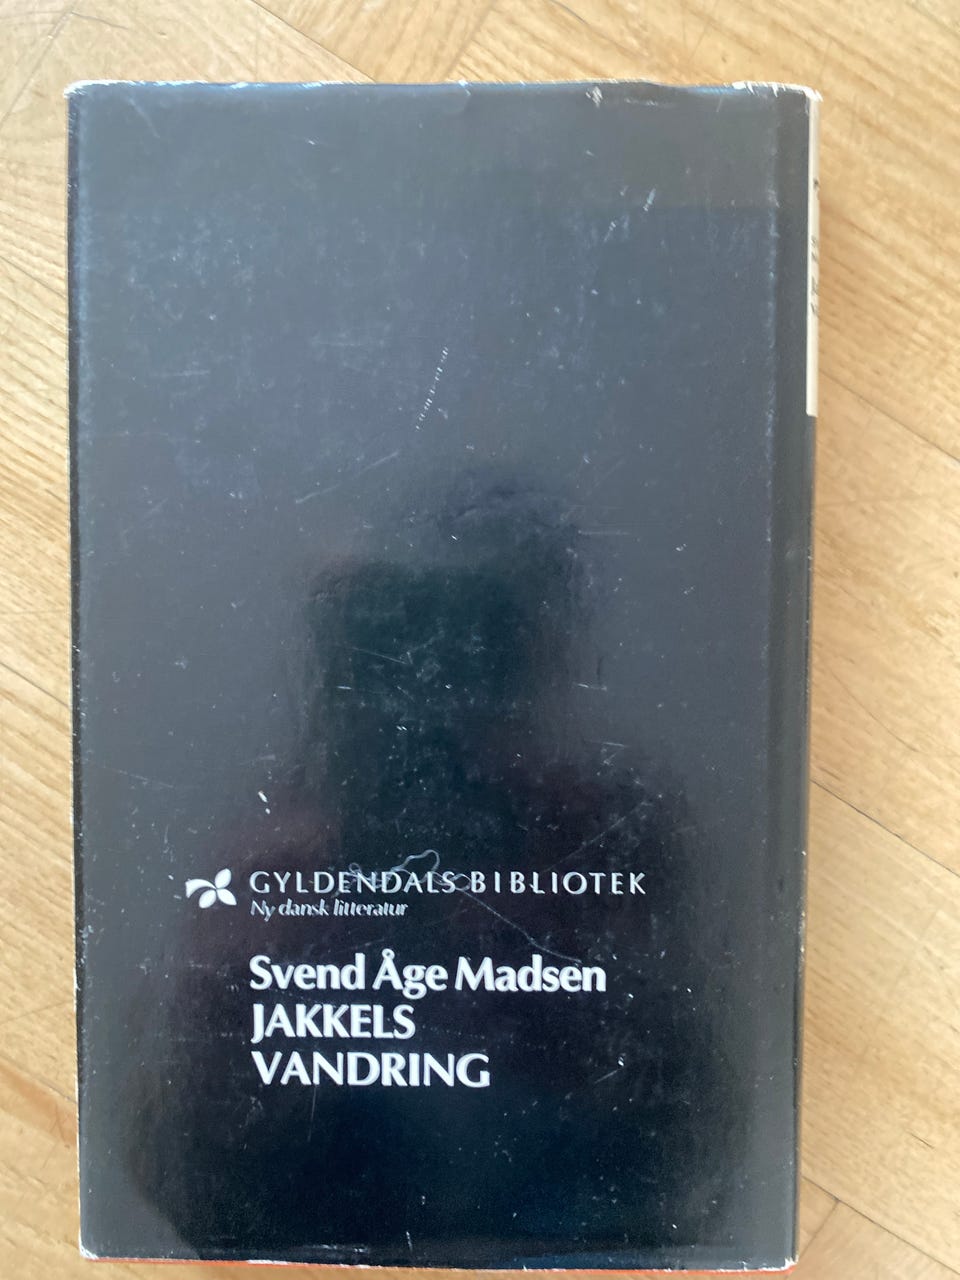 GYLDENDALS BIBLIOTEK
Ny dansk litteratur
Svend Åge Madsen
JAKKELS
VANDRING